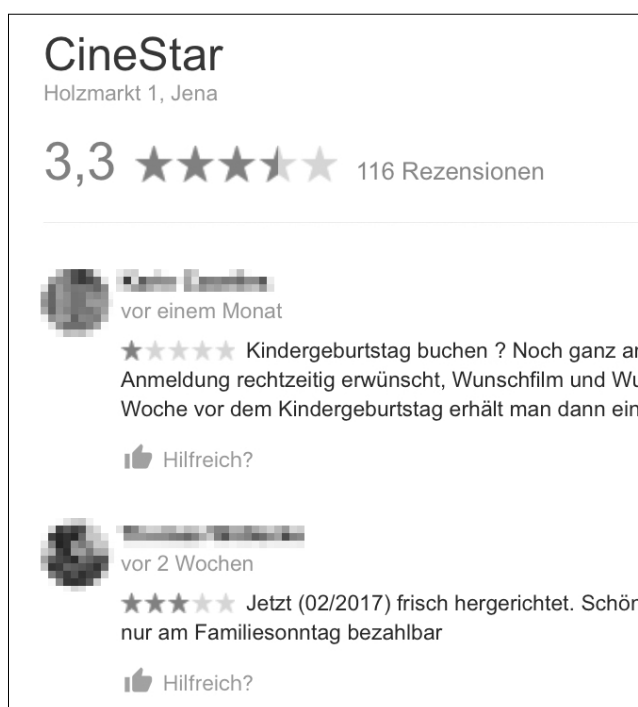 CineStar
Holzmarkt 1, Jena
3,3 116 Rezensionen
vor einem Monat
Kindergeburtstag buchen ? Noch ganz
Anmeldung rechtzeitig erwünscht, Wunschfilm und
Woche vor dem Kindergeburtstag erhält man dann ein
Hilfreich?
vor 2 Wochen
Jetzt (02/2017) frisch hergerichtet. Schön
nur am Familiesonntag bezahlbar
Hilfreich?